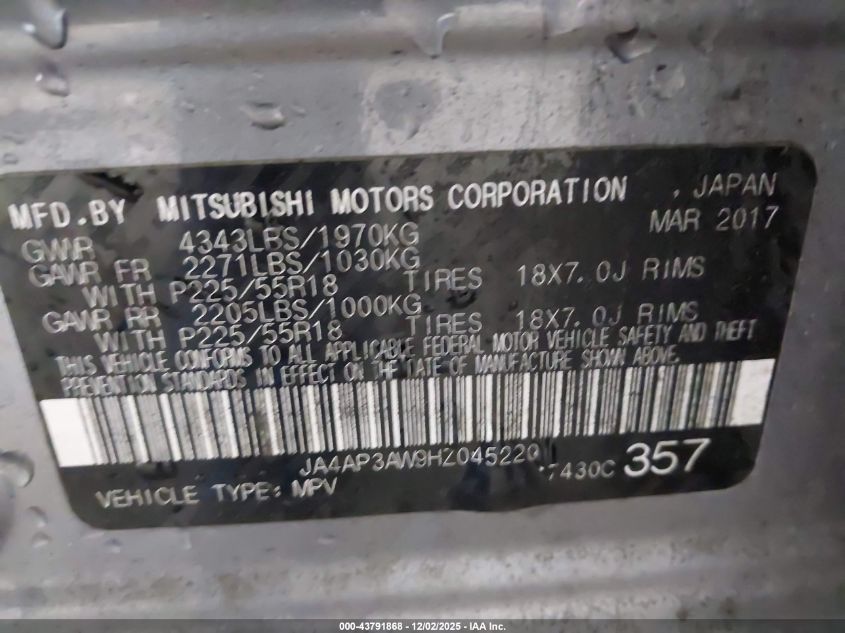 MFD.BY MITSUBISHI MOTORS CORPORATION , JAPAN
MAR 2017
GVWR 4343LBS/1970KG
GAWR FR 2271LBS/1030KG
WITH P225/55R18 TIRES 18X7.0J RIMS
GAWR RR 2205LBS/1000KG
WITH P225/55R18 TIRES 18X7.0J RIMS
THIS VEHICLE CONFORMS TO ALL APPLICABLE FEDERAL MOTOR VEHICLE SAFETY AND THEFT
PREVENTION STANDARDS IN EFFECT ON THE DATE OF MANUFACTURE SHOWN ABOVE.
JA4AP3AW9HZ045220
VEHICLE TYPE: MPV
7430C 357
000-43791868 - 12/02/2025 - IAA Inc.